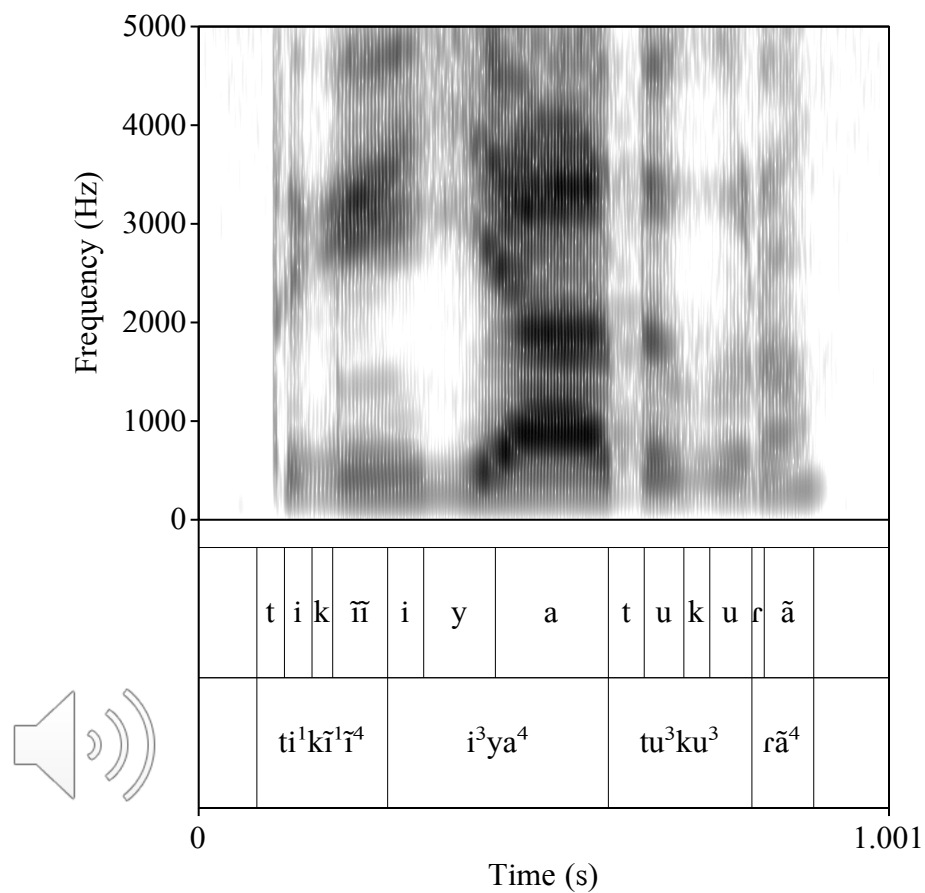 5000
4000
3000
2000
1000
0
Frequency (Hz)
t i k ĩĩ i y a t u k u ɾ ã
ti¹kĩ¹ĩ⁴ i³ya⁴ tu³ku³ ɾã⁴
0 1.001
Time (s)